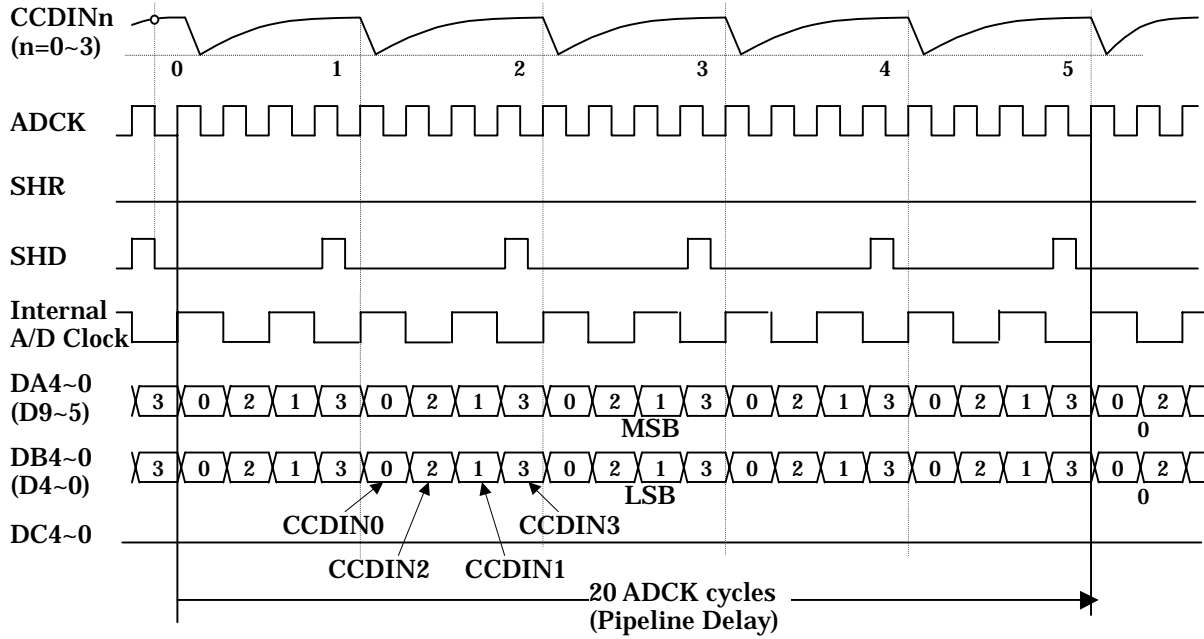 CCDINn
(n=0~3)
0 1 2 3 4 5
ADCK
SHR
SHD
Internal
A/D Clock
DA4~0
(D9~5)
3 0 2 1 3 0 2 1 3 0 2 1 3 0 2 1 3 0 2 1 3 0 2
MSB
0
DB4~0
(D4~0)
3 0 2 1 3 0 2 1 3 0 2 1 3 0 2 1 3 0 2 1 3 0 2
LSB
0
CCDIN0
CCDIN3
DC4~0
CCDIN2
CCDIN1
20 ADCK cycles
(Pipeline Delay)